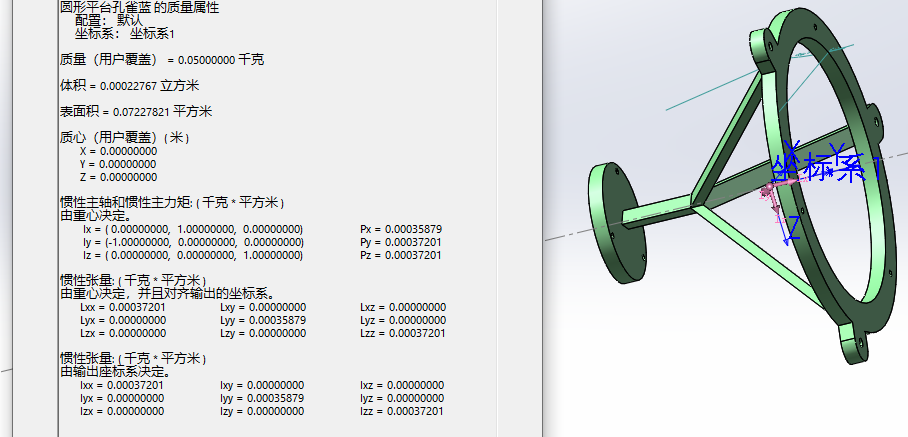 圆形平台孔雀蓝 的质量属性
配置： 默认
坐标系： 坐标系1
质量（用户覆盖） = 0.05000000 千克
体积 = 0.00022767 立方米
表面积 = 0.07227821 平方米
质心（用户覆盖）( 米 )
X = 0.00000000
Y = 0.00000000
Z = 0.00000000
惯性主轴和惯性主力矩: ( 千克 * 平方米 )
由重心决定。
Ix = ( 0.00000000, 1.00000000, 0.00000000) Px = 0.00035879
Iy = (-1.00000000, 0.00000000, 0.00000000) Py = 0.00037201
Iz = ( 0.00000000, 0.00000000, 1.00000000) Pz = 0.00037201
惯性张量: ( 千克 * 平方米 )
由重心决定，并且对齐输出的坐标系。
Lxx = 0.00037201 Lxy = 0.00000000 Lxz = 0.00000000
Lyx = 0.00000000 Lyy = 0.00035879 Lyz = 0.00000000
Lzx = 0.00000000 Lzy = 0.00000000 Lzz = 0.00037201
惯性张量: ( 千克 * 平方米 )
由输出座标系决定。
Ixx = 0.00037201 Ixy = 0.00000000 Ixz = 0.00000000
Iyx = 0.00000000 Iyy = 0.00035879 Iyz = 0.00000000
Izx = 0.00000000 Izy = 0.00000000 Izz = 0.00037201
X Y
坐标系1
Z